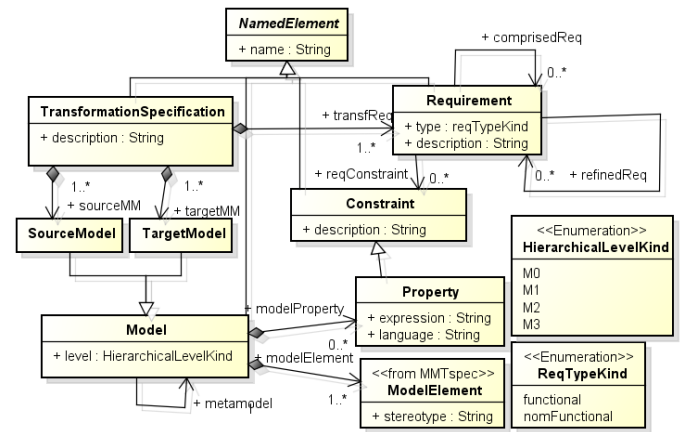 NamedElement
+ name : String
+ comprisedReq
0..*
TransformationSpecification
+ description : String
+ transfReq
1..*
Requirement
+ type : reqTypeKind
+ description : String
0..*
+ refinedReq
+ reqConstraint
0..*
1..*
+ sourceMM
1..*
+ targetMM
SourceModel
TargetModel
Constraint
+ description : String
<<Enumeration>>
HierarchicalLevelKind
M0
M1
M2
M3
Model
+ level : HierarchicalLevelKind
+ modelProperty
0..*
Property
+ expression : String
+ language : String
+ modelElement
1..*
+ metamodel
<<from MMTspec>>
ModelElement
+ stereotype : String
<<Enumeration>>
ReqTypeKind
functional
nomFunctional